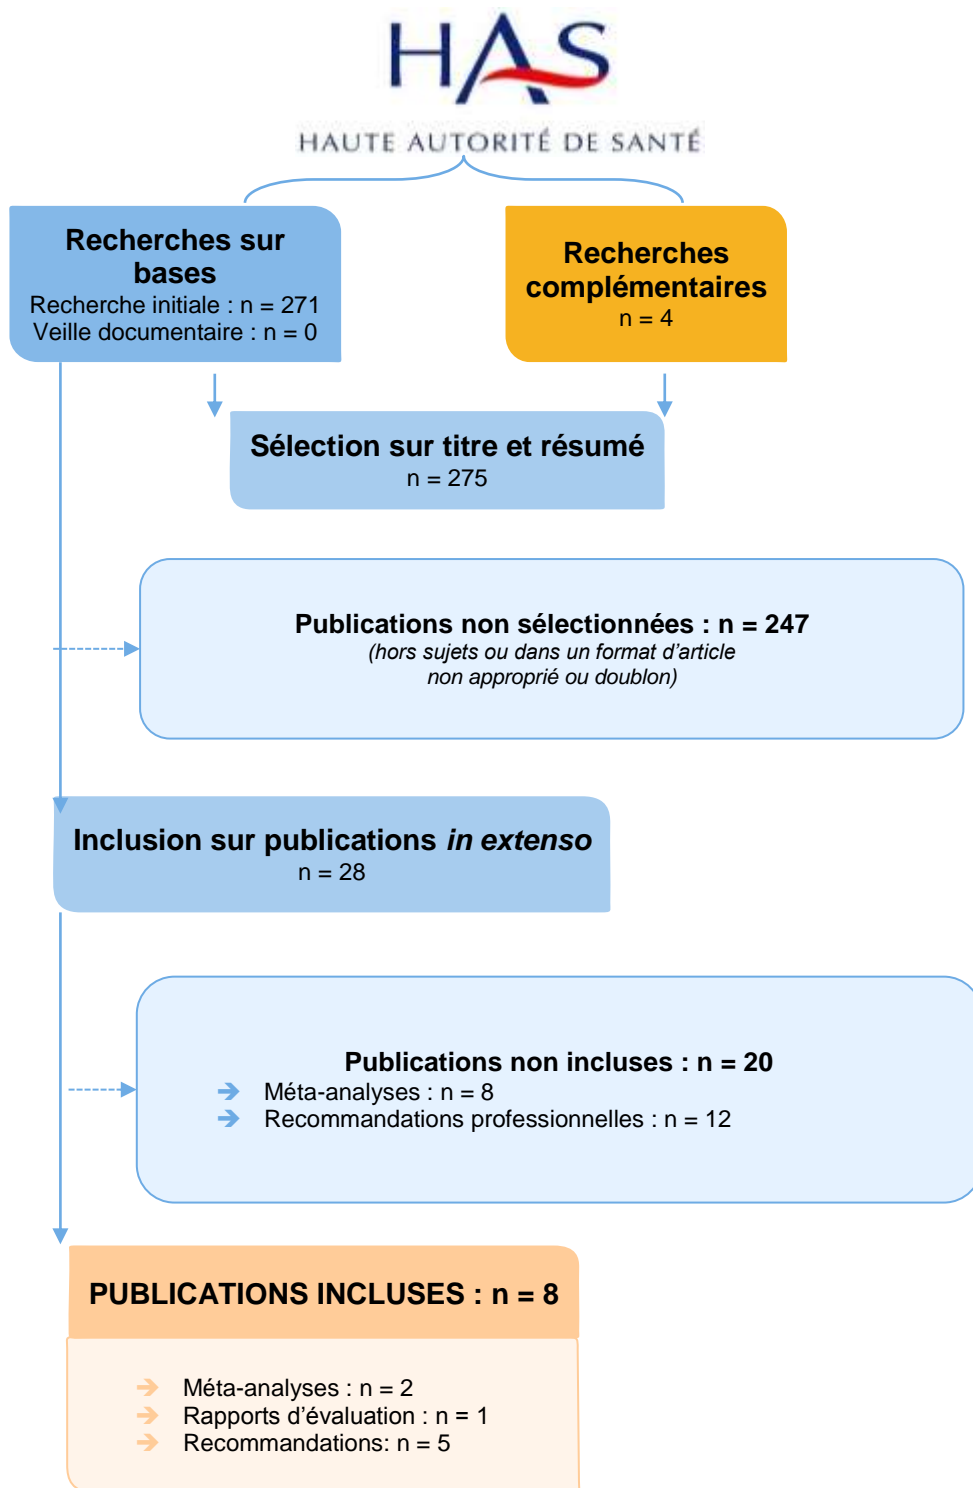 HAS
HAUTE AUTORITÉ DE SANTÉ
Recherches sur
bases
Recherche initiale : n = 271
Veille documentaire : n = 0
Recherches
complémentaires
n = 4
Sélection sur titre et résumé
n = 275
Publications non sélectionnées : n = 247
(hors sujets ou dans un format d’article
non approprié ou doublon)
Inclusion sur publications in extenso
n = 28
Publications non incluses : n = 20
➔ Méta-analyses : n = 8
➔ Recommandations professionnelles : n = 12
PUBLICATIONS INCLUSES : n = 8
➔ Méta-analyses : n = 2
➔ Rapports d’évaluation : n = 1
➔ Recommandations: n = 5